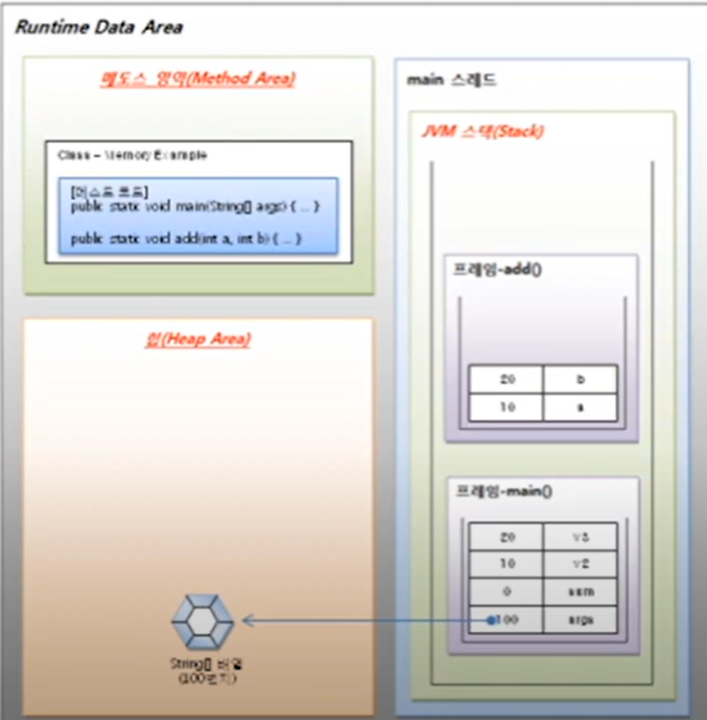 Runtime Data Area
메도스 영역(Method Area)
Class – MemoryExample
[메소드 코드]
public static void main(String[] args) { ... }
public static void add(int a, int b) { ... }
힙(Heap Area)
String[] 배열
(100번지)
main 스레드
JVM 스택(Stack)
프레임-add()
20 b
10 a
프레임-main()
20 v3
10 v2
0 sum
100 args